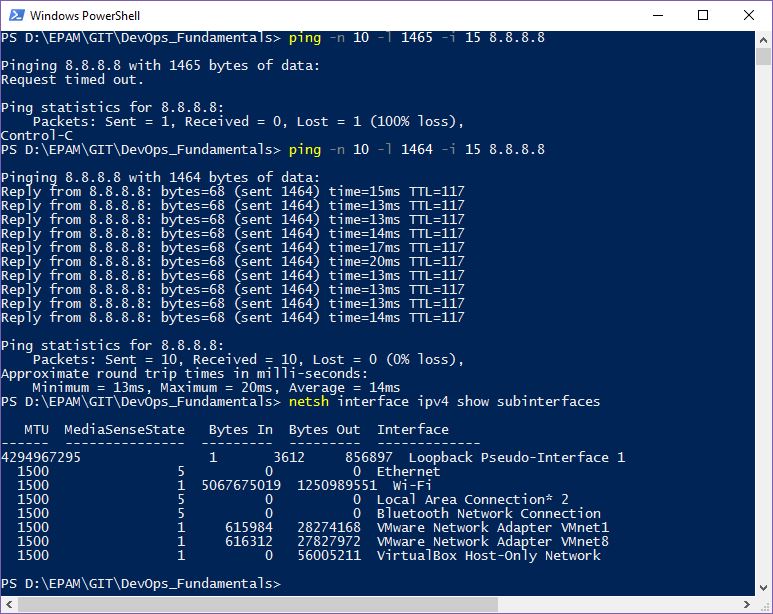 Windows PowerShell
PS D:\EPAM\GIT\DevOps_Fundamentals> ping -n 10 -l 1465 -i 15 8.8.8.8
Pinging 8.8.8.8 with 1465 bytes of data:
Request timed out.
Ping statistics for 8.8.8.8:
    Packets: Sent = 1, Received = 0, Lost = 1 (100% loss),
Control-C
PS D:\EPAM\GIT\DevOps_Fundamentals> ping -n 10 -l 1464 -i 15 8.8.8.8
Pinging 8.8.8.8 with 1464 bytes of data:
Reply from 8.8.8.8: bytes=68 (sent 1464) time=15ms TTL=117
Reply from 8.8.8.8: bytes=68 (sent 1464) time=13ms TTL=117
Reply from 8.8.8.8: bytes=68 (sent 1464) time=13ms TTL=117
Reply from 8.8.8.8: bytes=68 (sent 1464) time=14ms TTL=117
Reply from 8.8.8.8: bytes=68 (sent 1464) time=17ms TTL=117
Reply from 8.8.8.8: bytes=68 (sent 1464) time=20ms TTL=117
Reply from 8.8.8.8: bytes=68 (sent 1464) time=13ms TTL=117
Reply from 8.8.8.8: bytes=68 (sent 1464) time=13ms TTL=117
Reply from 8.8.8.8: bytes=68 (sent 1464) time=13ms TTL=117
Reply from 8.8.8.8: bytes=68 (sent 1464) time=14ms TTL=117
Ping statistics for 8.8.8.8:
    Packets: Sent = 10, Received = 10, Lost = 0 (0% loss),
Approximate round trip times in milli-seconds:
    Minimum = 13ms, Maximum = 20ms, Average = 14ms
PS D:\EPAM\GIT\DevOps_Fundamentals> netsh interface ipv4 show subinterfaces
   MTU  MediaSenseState   Bytes In  Bytes Out  Interface
------  ---------------  ---------  ---------  -------------
4294967295                1       3612     856897  Loopback Pseudo-Interface 1
  1500                5          0          0  Ethernet
  1500                1  5067675019  1250989551  Wi-Fi
  1500                5          0          0  Local Area Connection* 2
  1500                5          0          0  Bluetooth Network Connection
  1500                1     615984   28274168  VMware Network Adapter VMnet1
  1500                1     616312   27827972  VMware Network Adapter VMnet8
  1500                1          0   56005211  VirtualBox Host-Only Network
PS D:\EPAM\GIT\DevOps_Fundamentals>